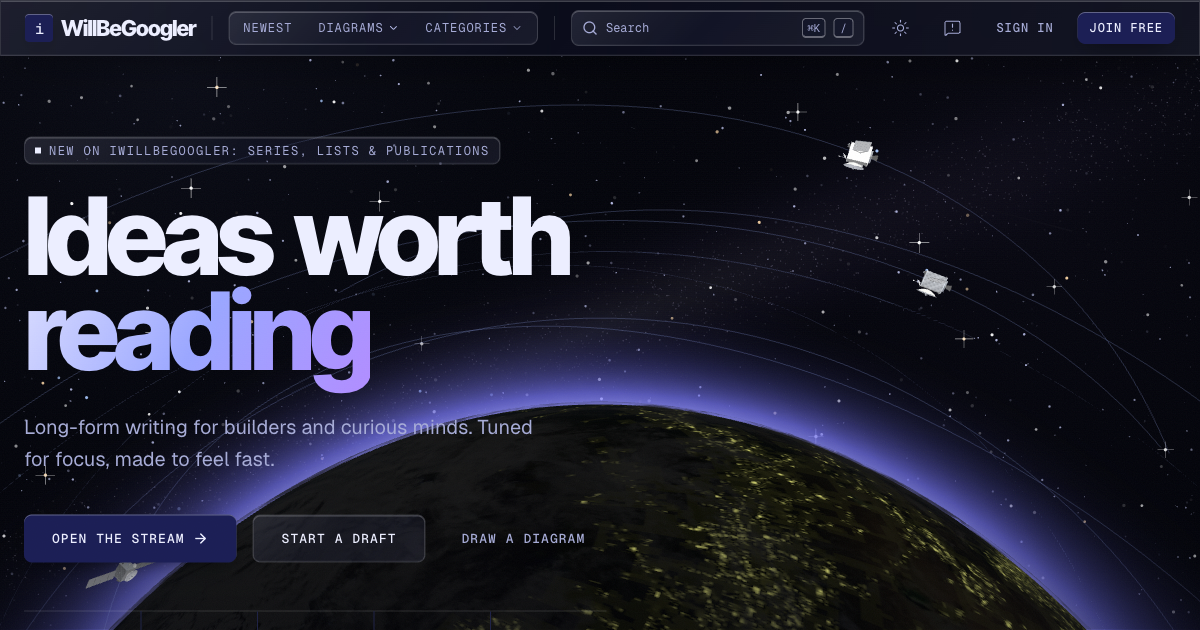 i WillBeGoogler NEWEST DIAGRAMS CATEGORIES Search ⌘K / SIGN IN JOIN FREE
NEW ON IWILLBEGOOGLER: SERIES, LISTS & PUBLICATIONS
Ideas worth
reading
Long-form writing for builders and curious minds. Tuned
for focus, made to feel fast.
OPEN THE STREAM → START A DRAFT DRAW A DIAGRAM